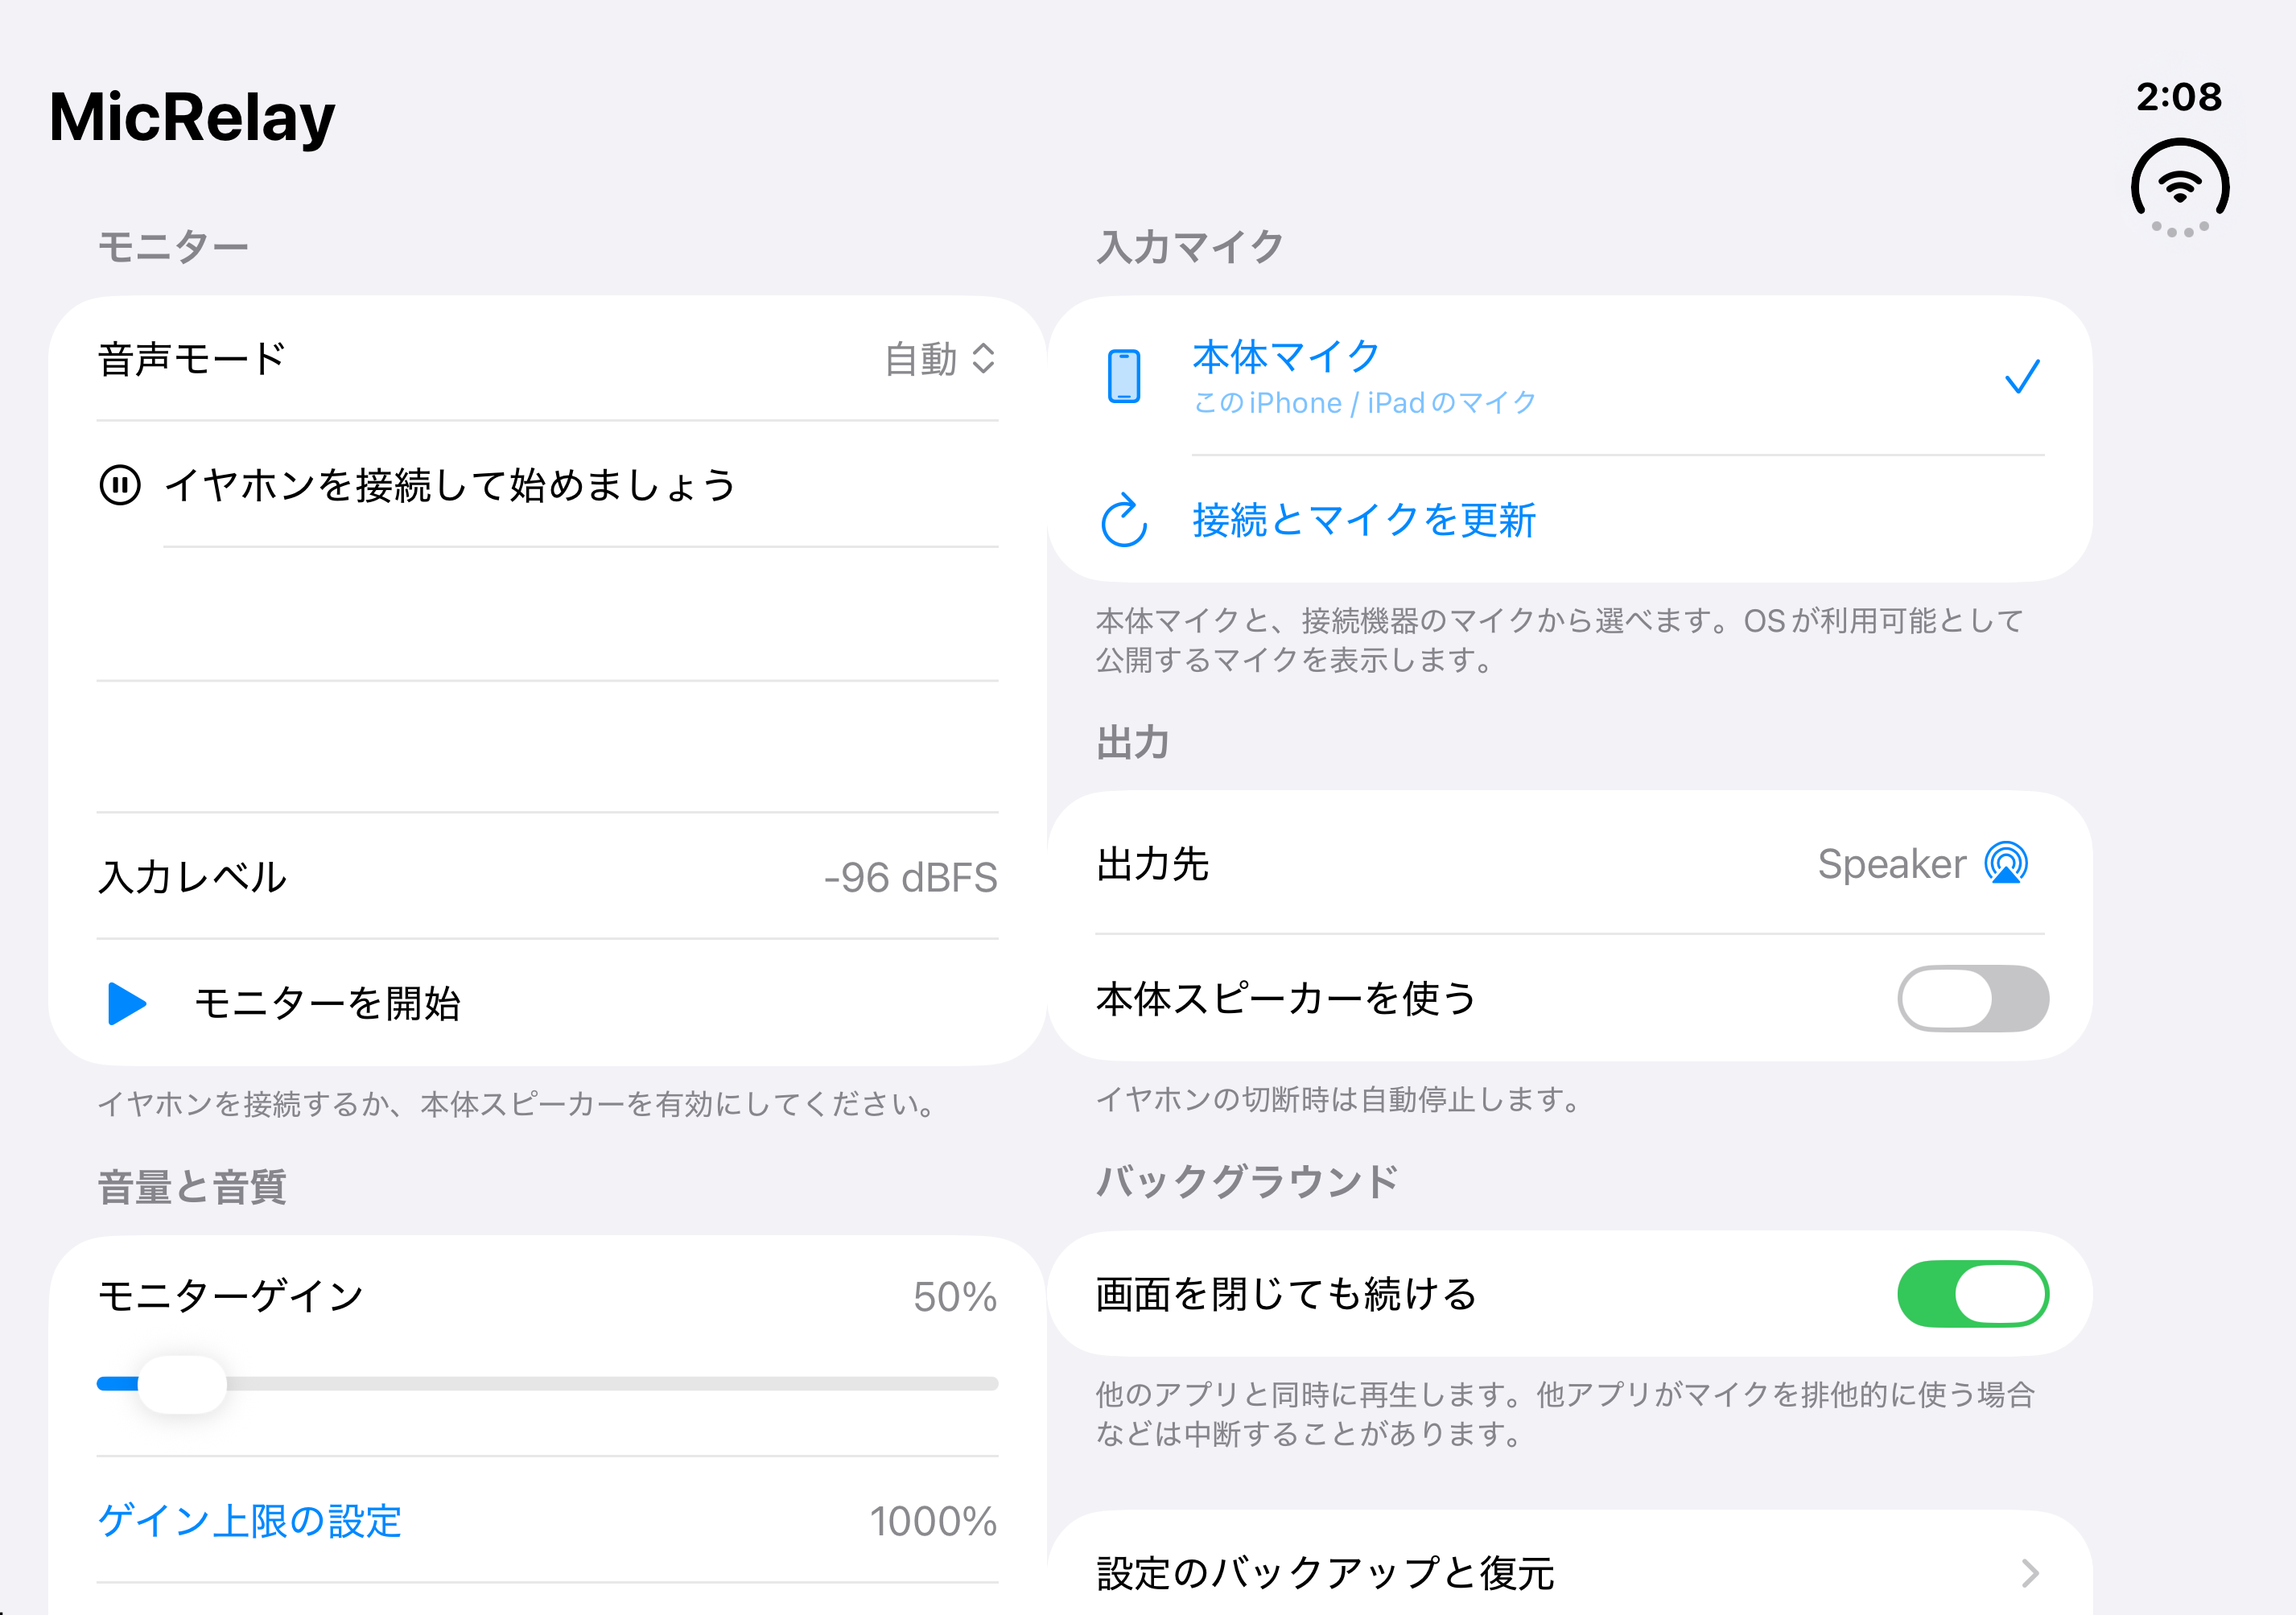 MicRelay
2:08
モニター
音声モード
自動
イヤホンを接続して始めましょう
入力レベル
-96 dBFS
モニターを開始
イヤホンを接続するか、本体スピーカーを有効にしてください。
音量と音質
モニターゲイン
50%
ゲイン上限の設定
1000%
入力マイク
本体マイク
このiPhone / iPadのマイク
接続とマイクを更新
本体マイクと、接続機器のマイクから選べます。OSが利用可能として
公開するマイクを表示します。
出力
出力先
Speaker
本体スピーカーを使う
イヤホンの切断時は自動停止します。
バックグラウンド
画面を閉じても続ける
他のアプリと同時に再生します。他アプリがマイクを排他的に使う場合
などは中断することがあります。
設定のバックアップと復元